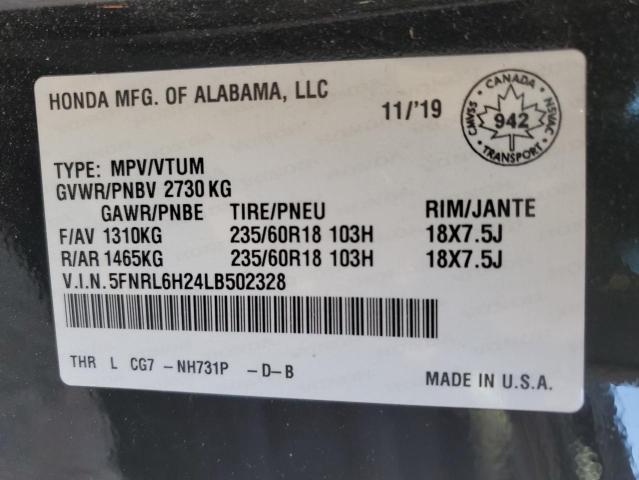 HONDA MFG. OF ALABAMA, LLC
11/'19
CANADA
CMVSS
942
NSVAC
TRANSPORT
TYPE: MPV/VTUM
GVWR/PNBV 2730 KG
GAWR/PNBE TIRE/PNEU RIM/JANTE
F/AV 1310KG 235/60R18 103H 18X7.5J
R/AR 1465KG 235/60R18 103H 18X7.5J
V.I.N.5FNRL6H24LB502328
THR L CG7 -NH731P -D-B
MADE IN U.S.A.